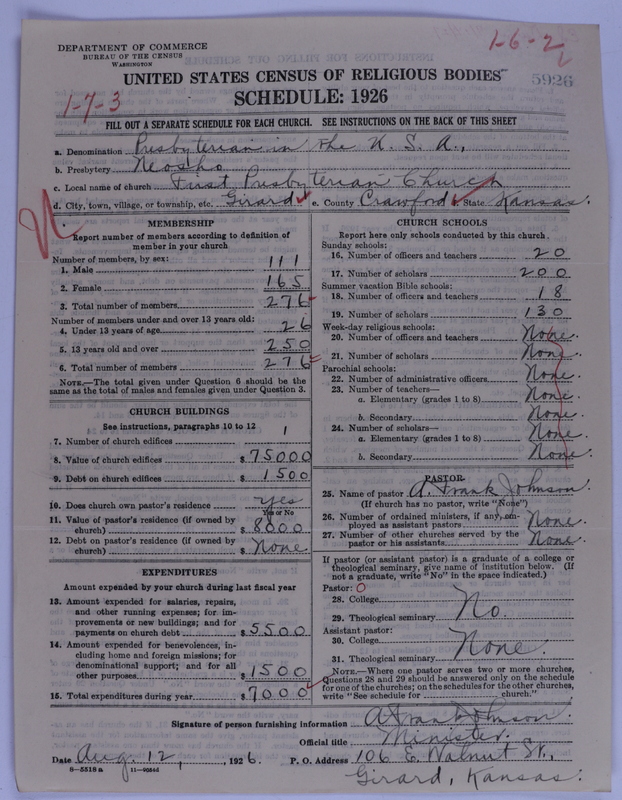 DEPARTMENT OF COMMERCE
BUREAU OF THE CENSUS
WASHINGTON
1-6-2
5926
UNITED STATES CENSUS OF RELIGIOUS BODIES
1-7-3
SCHEDULE: 1926
FILL OUT A SEPARATE SCHEDULE FOR EACH CHURCH. SEE INSTRUCTIONS ON THE BACK OF THIS SHEET
a. Denomination Presbyterian in the U. S. A.,
b. Presbytery Neosho
c. Local name of church First Presbyterian Church
d. City, town, village, or township, etc. Girard e. County Crawford State Kansas.
MEMBERSHIP
Report number of members according to definition of member in your church
Number of members, by sex:
1. Male 111
2. Female 165
3. Total number of members 276
Number of members under and over 13 years old:
4. Under 13 years of age 26
5. 13 years old and over 250
6. Total number of members 276
NOTE.—The total given under Question 6 should be the same as the total of males and females given under Question 3.
CHURCH BUILDINGS
See instructions, paragraphs 10 to 12
7. Number of church edifices 1
8. Value of church edifices $75000
9. Debt on church edifices $1500
10. Does church own pastor's residence yes
Yes or No
11. Value of pastor's residence (if owned by church) $8000
12. Debt on pastor's residence (if owned by church) $None
EXPENDITURES
Amount expended by your church during last fiscal year
13. Amount expended for salaries, repairs, and other running expenses; for improvements or new buildings; and for payments on church debt $5500
14. Amount expended for benevolences, including home and foreign missions; for denominational support; and for all other purposes $1500
15. Total expenditures during year $7000
CHURCH SCHOOLS
Report here only schools conducted by this church
Sunday schools:
16. Number of officers and teachers 20
17. Number of scholars 200
Summer vacation Bible schools:
18. Number of officers and teachers 18
19. Number of scholars 130
Week-day religious schools:
20. Number of officers and teachers None.
21. Number of scholars None.
Parochial schools:
22. Number of administrative officers None.
23. Number of teachers—
a. Elementary (grades 1 to 8) None.
b. Secondary None.
24. Number of scholars—
a. Elementary (grades 1 to 8) None.
b. Secondary None.
PASTOR
25. Name of pastor A. Frank Johnson.
(If church has no pastor, write "None")
26. Number of ordained ministers, if any, employed as assistant pastors None.
27. Number of other churches served by the pastor or his assistants None.
If pastor (or assistant pastor) is a graduate of a college or theological seminary, give name of institution below. (If not a graduate, write "No" in the space indicated.)
Pastor: 0
28. College
29. Theological seminary No.
Assistant pastor:
30. College
31. Theological seminary None.
NOTE.—Where one pastor serves two or more churches, Questions 28 and 29 should be answered only on the schedule for one of the churches; on the schedules for the other churches, write "See schedule for church."
Signature of person furnishing information A Frank Johnson.
Official title Minister.
Date Aug. 12, 1926. P. O. Address 106 E. Walnut St.,
8-5518a
Girard, Kansas.